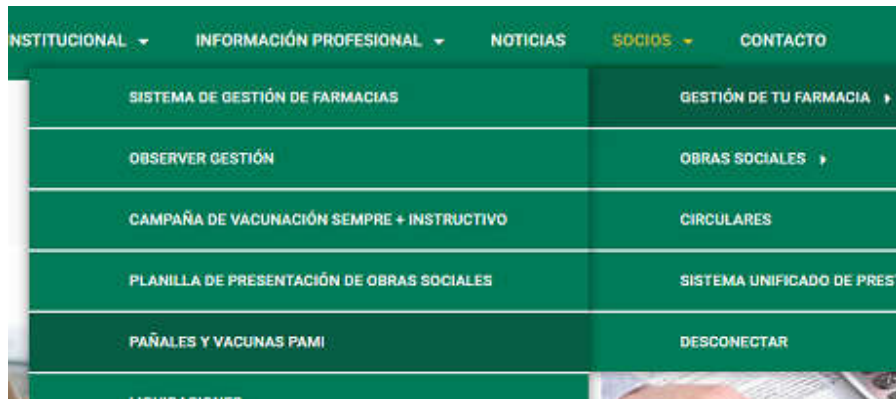 INSTITUCIONAL
INFORMACIÓN PROFESIONAL
NOTICIAS
SOCIOS
CONTACTO
SISTEMA DE GESTIÓN DE FARMACIAS
GESTIÓN DE TU FARMACIA
OBSERVER GESTIÓN
OBRAS SOCIALES
CAMPAÑA DE VACUNACIÓN SEMPRE + INSTRUCTIVO
CIRCULARES
PLANILLA DE PRESENTACIÓN DE OBRAS SOCIALES
SISTEMA UNIFICADO DE PRES
PAÑALES Y VACUNAS PAMI
DESCONECTAR